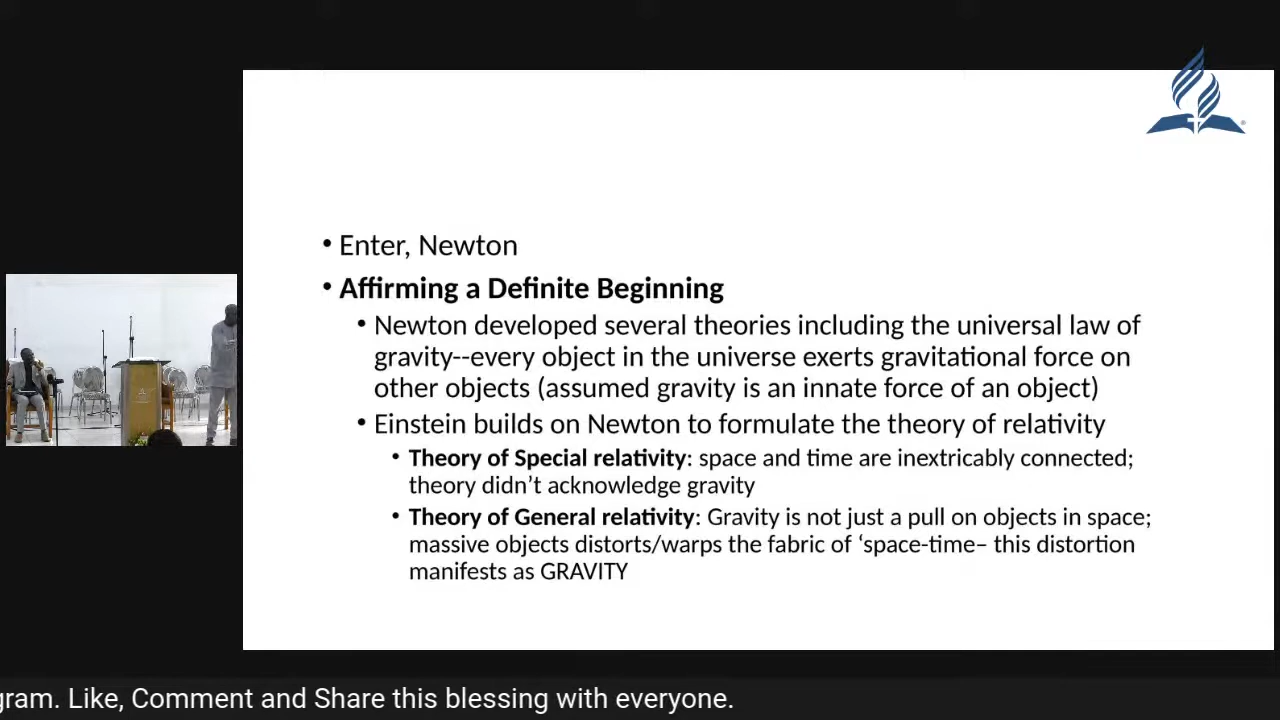 • Enter, Newton
• Affirming a Definite Beginning
• Newton developed several theories including the universal law of
gravity--every object in the universe exerts gravitational force on
other objects (assumed gravity is an innate force of an object)
• Einstein builds on Newton to formulate the theory of relativity
• Theory of Special relativity: space and time are inextricably connected;
theory didn’t acknowledge gravity
• Theory of General relativity: Gravity is not just a pull on objects in space;
massive objects distorts/warps the fabric of ‘space-time– this distortion
manifests as GRAVITY
gram. Like, Comment and Share this blessing with everyone.